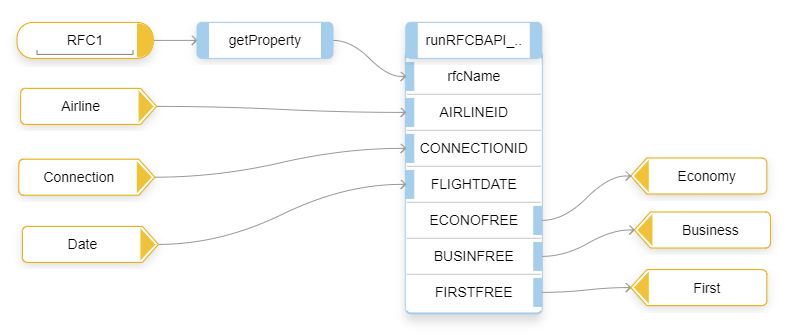 RFC1
getProperty
runRFCBAPI_..
rfcName
Airline
AIRLINEID
Connection
CONNECTIONID
Date
FLIGHTDATE
ECONOFREE
Economy
BUSINFREE
Business
FIRSTFREE
First